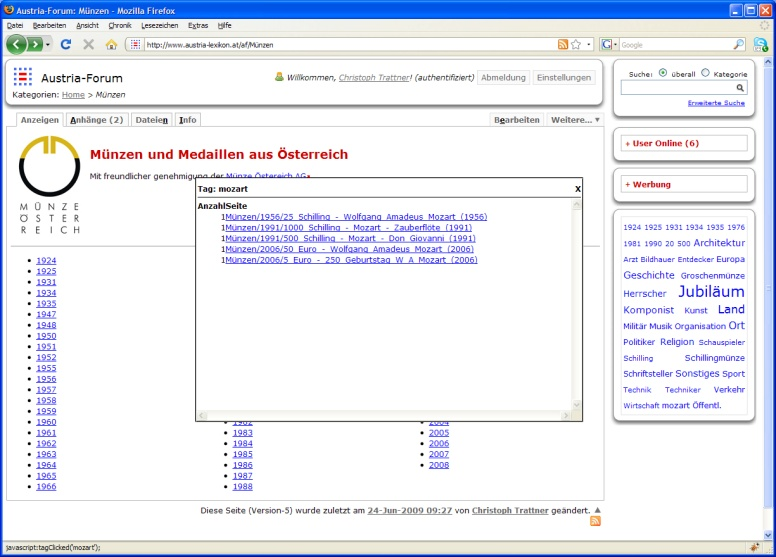 Austria-Forum: Münzen - Mozilla Firefox
Datei Bearbeiten Ansicht Chronik Lesezeichen Extras Hilfe
http://www.austria-lexikon.at/af/Münzen
G Google
Austria-Forum
Willkommen, Christoph Trattner! (authentifiziert) Abmeldung Einstellungen
Kategorien: Home > Münzen
Suche: überall Kategorie
Erweiterte Suche
Anzeigen Anhänge (2) Dateien Info Bearbeiten Weitere...
+ User Online (6)
+ Werbung
Münzen und Medaillen aus Österreich
Mit freundlicher genehmigung der Münze Östereich AG
MÜNZE
ÖSTER
REICH
Tag: mozart X
AnzahlSeite
1Münzen/1956/25 Schilling - Wolfgang Amadeus Mozart (1956)
1Münzen/1991/1000 Schilling - Mozart - Zauberflöte (1991)
1Münzen/1991/500 Schilling - Mozart - Don Giovanni (1991)
1Münzen/2006/50 Euro - Wolfgang Amadeus Mozart (2006)
1Münzen/2006/5 Euro - 250 Geburtstag W A Mozart (2006)
1924
1925
1931
1934
1935
1947
1948
1950
1951
1952
1955
1956
1957
1958
1959
1960
1961
1962
1963
1964
1965
1966
1982
1983
1984
1985
1986
1987
1988
2004
2005
2006
2007
2008
1924 1925 1931 1934 1935 1976
1981 1990 20 500 Architektur
Arzt Bildhauer Entdecker Europa
Geschichte Groschenmünze
Herrscher Jubiläum
Komponist Kunst Land
Militär Musik Organisation Ort
Politiker Religion Schauspieler
Schilling Schillingmünze
Schriftsteller Sonstiges Sport
Technik Techniker Verkehr
Wirtschaft mozart Öffentl.
Diese Seite (Version-5) wurde zuletzt am 24-Jun-2009 09:27 von Christoph Trattner geändert.
javascript:tagClicked('mozart');